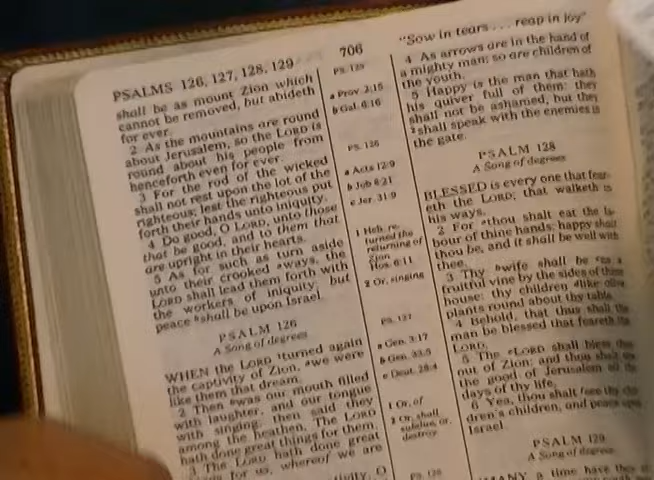 PSALMS 126, 127, 128, 129
706
"Sow in tears . . . reap in joy"
shall be as mount Zion which
cannot be removed, but abideth
for ever.
2 As the mountains are round
about Jerusalem, so the LORD is
round about his people from
henceforth even for ever.
3 For the rod of the wicked
shall not rest upon the lot of the
righteous; lest the righteous put
forth their hands unto iniquity.
4 Do good, O LORD, unto those
that be good, and to them that
are upright in their hearts.
5 As for such as turn aside
unto their crooked ways, the
LORD shall lead them forth with
the workers of iniquity; but
peace shall be upon Israel.
PSALM 126
A Song of degrees
WHEN the LORD turned again
the captivity of Zion, we were
like them that dream.
2 Then was our mouth filled
with laughter, and our tongue
with singing: then said they
among the heathen, The LORD
hath done great things for them.
3 The LORD hath done great
for us, whereof we are
PS. 125
a Prov. 2:15
b Gal. 6:16
PS. 126
a Acts 12:9
b Job 8:21
c Jer. 31:9
1 Heb. re-
turned the
returning of
Zion
Hos. 6:11
2 Or, singing
PS. 127
a Gen. 3:17
b Gen. 33:5
c Deut. 28:4
1 Or, of
2 Or, shall
subdue, or,
destroy
PS. 128
4 As arrows are in the hand of
a mighty man; so are children of
the youth.
5 Happy is the man that hath
his quiver full of them: they
shall not be ashamed, but they
shall speak with the enemies in
the gate.
PSALM 128
A Song of degrees
BLESSED is every one that fear-
eth the LORD; that walketh in
his ways.
2 For thou shalt eat the la-
bour of thine hands: happy shalt
thou be, and it shall be well with
thee.
3 Thy wife shall be as a
fruitful vine by the sides of thine
house: thy children like olive
plants round about thy table.
4 Behold, that thus shall the
man be blessed that feareth the
LORD.
5 The LORD shall bless thee
out of Zion: and thou shalt see
the good of Jerusalem all the
days of thy life.
6 Yea, thou shalt see thy chil-
dren's children, and peace upon
Israel.
PSALM 129
A Song of degrees
MANY a time have they